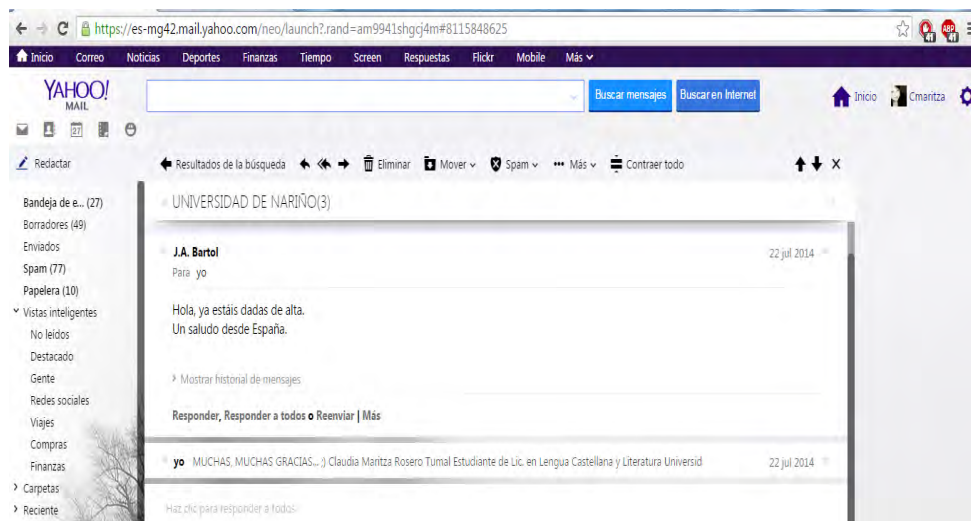 https://es-mg42.mail.yahoo.com/neo/launch?.rand=am9941shgcj4m#8115848625
41 ABP 41
Inicio Correo Noticias Deportes Finanzas Tiempo Screen Respuestas Flickr Mobile Más
YAHOO!
MAIL
Buscar mensajes Buscar en Internet
Inicio Cmaritza
27
Redactar
Resultados de la búsqueda Eliminar Mover Spam Más Contraer todo
Bandeja de e... (27)
Borradores (49)
Enviados
Spam (77)
Papelera (10)
Vistas inteligentes
No leídos
Destacado
Gente
Redes sociales
Viajes
Compras
Finanzas
Carpetas
Reciente
UNIVERSIDAD DE NARIÑO(3)
J.A. Bartol 22 jul 2014
Para yo
Hola, ya estáis dadas de alta.
Un saludo desde España.
Mostrar historial de mensajes
Responder, Responder a todos o Reenviar | Más
yo MUCHAS, MUCHAS GRACIAS... ;) Claudia Maritza Rosero Tumal Estudiante de Lic. en Lengua Castellana y Literatura Universid 22 jul 2014
Haz clic para responder a todos